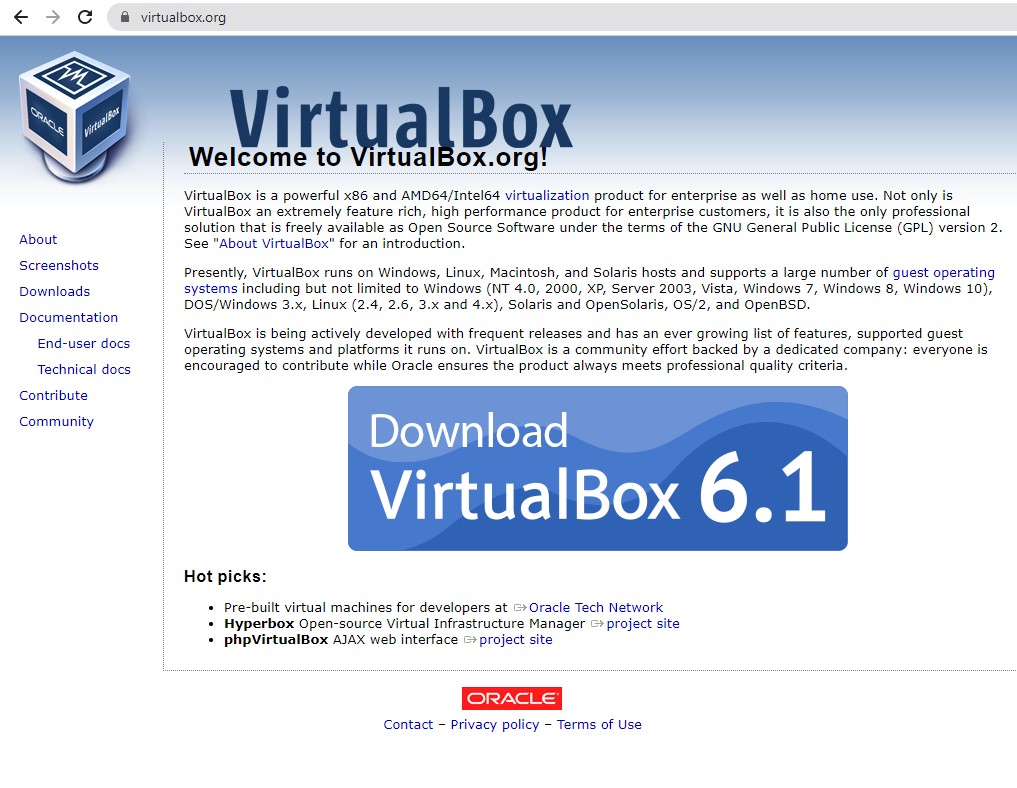 virtualbox.org
ORACLE
VirtualBox
VirtualBox
Welcome to VirtualBox.org!
VirtualBox is a powerful x86 and AMD64/Intel64 virtualization product for enterprise as well as home use. Not only is
VirtualBox an extremely feature rich, high performance product for enterprise customers, it is also the only professional
solution that is freely available as Open Source Software under the terms of the GNU General Public License (GPL) version 2.
See "About VirtualBox" for an introduction.
Presently, VirtualBox runs on Windows, Linux, Macintosh, and Solaris hosts and supports a large number of guest operating
systems including but not limited to Windows (NT 4.0, 2000, XP, Server 2003, Vista, Windows 7, Windows 8, Windows 10),
DOS/Windows 3.x, Linux (2.4, 2.6, 3.x and 4.x), Solaris and OpenSolaris, OS/2, and OpenBSD.
VirtualBox is being actively developed with frequent releases and has an ever growing list of features, supported guest
operating systems and platforms it runs on. VirtualBox is a community effort backed by a dedicated company: everyone is
encouraged to contribute while Oracle ensures the product always meets professional quality criteria.
About
Screenshots
Downloads
Documentation
End-user docs
Technical docs
Contribute
Community
Download
VirtualBox 6.1
Hot picks:
• Pre-built virtual machines for developers at Oracle Tech Network
• Hyperbox Open-source Virtual Infrastructure Manager project site
• phpVirtualBox AJAX web interface project site
ORACLE
Contact – Privacy policy – Terms of Use